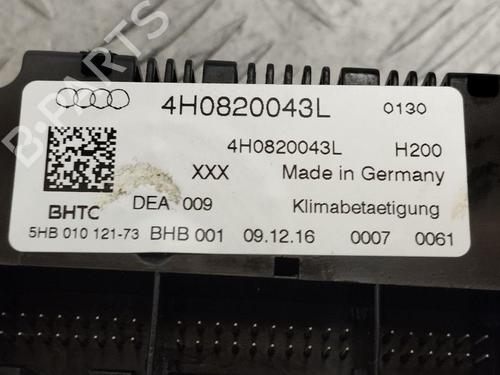 4H0820043L 0130
4H0820043L H200
XXX Made in Germany
BHTC DEA 009 Klimabetaetigung
5HB 010 121-73 BHB 001 09.12.16 0007 0061
B-PARTS